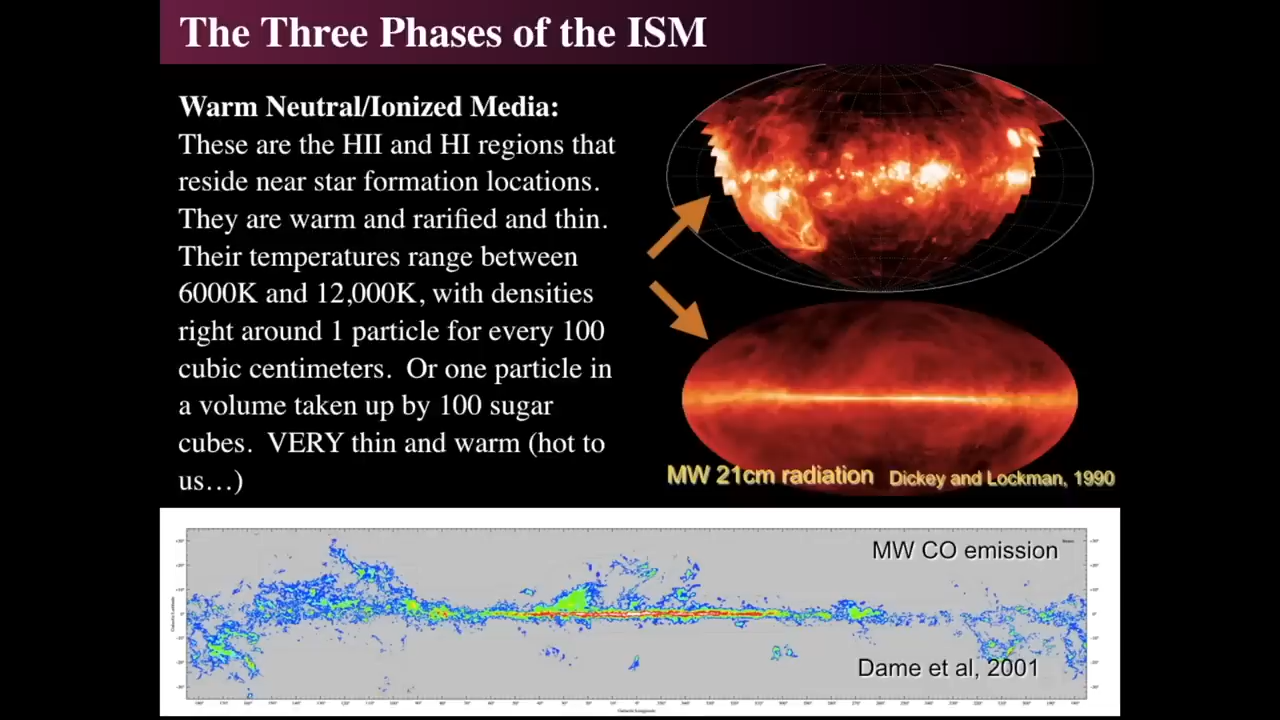 The Three Phases of the ISM
Warm Neutral/Ionized Media:
These are the HII and HI regions that
reside near star formation locations.
They are warm and rarified and thin.
Their temperatures range between
6000K and 12,000K, with densities
right around 1 particle for every 100
cubic centimeters. Or one particle in
a volume taken up by 100 sugar
cubes. VERY thin and warm (hot to
us…)
MW 21cm radiation Dickey and Lockman, 1990
MW CO emission
Dame et al, 2001